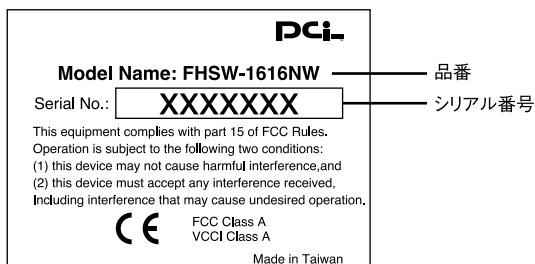 PCi
Model Name: FHSW-1616NW
品番
Serial No.: XXXXXXX
シリアル番号
This equipment complies with part 15 of FCC Rules.
Operation is subject to the following two conditions:
(1) this device may not cause harmful interference,and
(2) this device must accept any interference received,
Including interference that may cause undesired operation.
CE
FCC Class A
VCCI Class A
Made in Taiwan